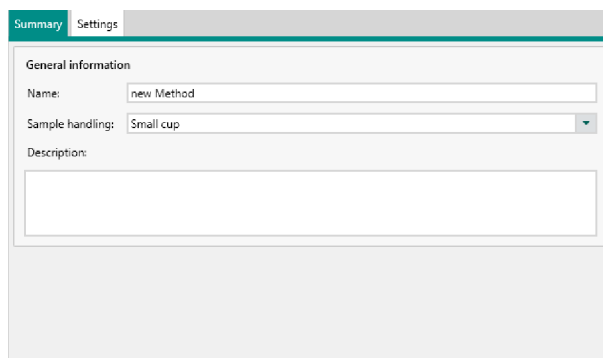 Summary Settings
General information
Name: new Method
Sample handling: Small cup
Description: